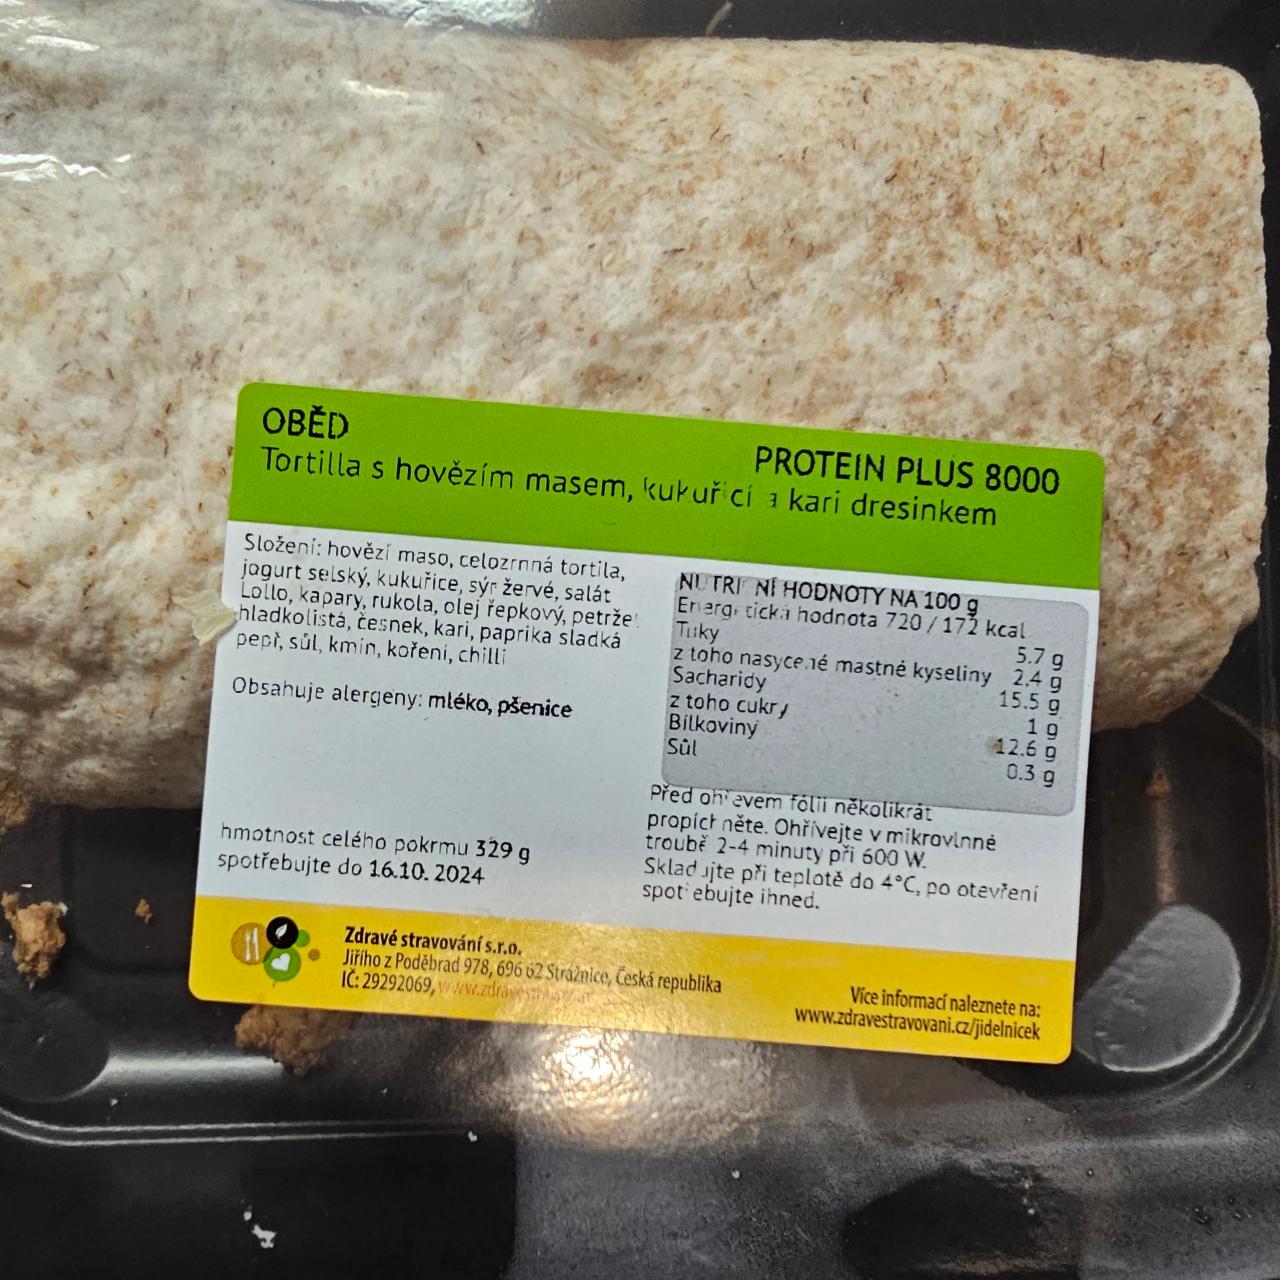 OBĚD
PROTEIN PLUS 8000
Tortilla s hovězím masem, kukuřicí a kari dresinkem
Složení: hovězí maso, celozrnná tortila,
jogurt selský, kukuřice, sýr žervé, salát
Lollo, kapary, rukola, olej řepkový, petržel
hladkolistá, česnek, kari, paprika sladká
pepř, sůl, kmín, koření, chilli
Obsahuje alergeny: mléko, pšenice
hmotnost celého pokrmu 329 g
spotřebujte do 16.10. 2024
NUTRIČNÍ HODNOTY NA 100 g
Energetická hodnota 720 / 172 kcal
Tuky 5.7 g
z toho nasycené mastné kyseliny 2.4 g
Sacharidy 15.5 g
z toho cukry 1 g
Bílkoviny 12.6 g
Sůl 0.3 g
Před ohřevem fólii několikrát
propíchněte. Ohřívejte v mikrovlnné
troubě 2-4 minuty při 600 W.
Skladujte při teplotě do 4°C, po otevření
spotřebujte ihned.
Zdravé stravování s.r.o.
Jiřího z Poděbrad 978, 696 62 Strážnice, Česká republika
IČ: 29292069,
Více informací naleznete na:
www.zdravestravovani.cz/jidelnicek